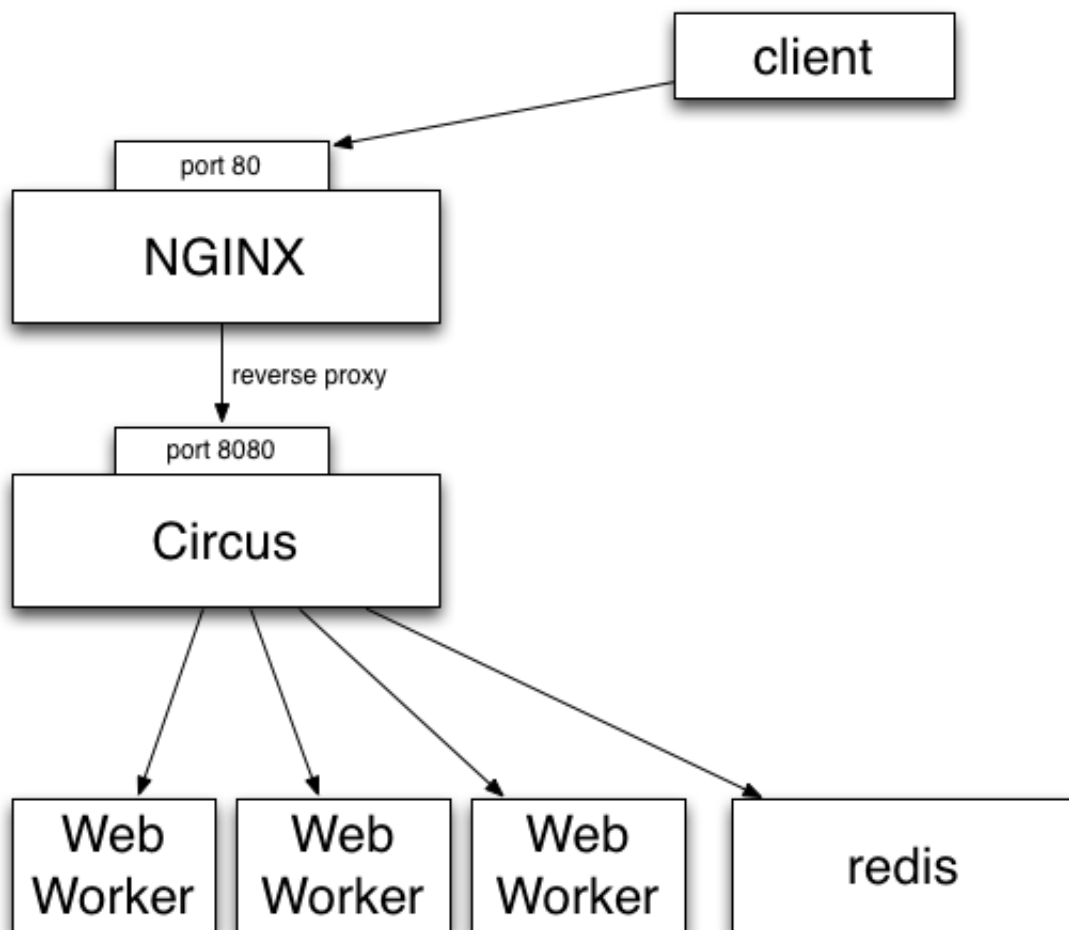 client
port 80
NGINX
reverse proxy
port 8080
Circus
Web
Worker
Web
Worker
Web
Worker
redis